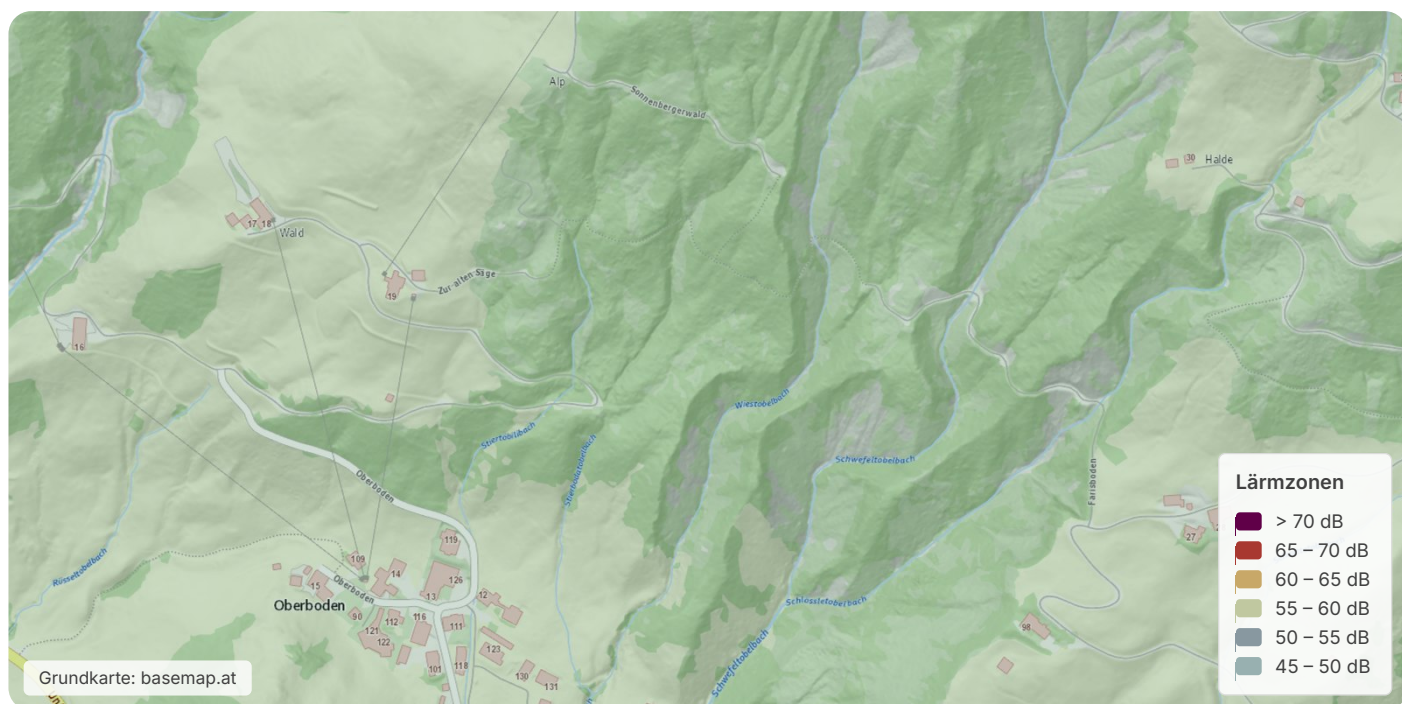 Alp
Sonnenbergerwald
30
Halde
17
18
Wald
19
Zur alten Säge
16
Wiestobelbach
Stiertobelbach
Schwefeltobelbach
Oberboden
Farisboden
27
Rüsseltobelbach
119
109
14
126
15
Oberboden
13
12
Oberboden
90
112
116
111
121
122
123
101
118
130
131
Schlossletobelbach
Schwefeltobelbach
98
Lärmzonen
> 70 dB
65 – 70 dB
60 – 65 dB
55 – 60 dB
50 – 55 dB
45 – 50 dB
Grundkarte: basemap.at